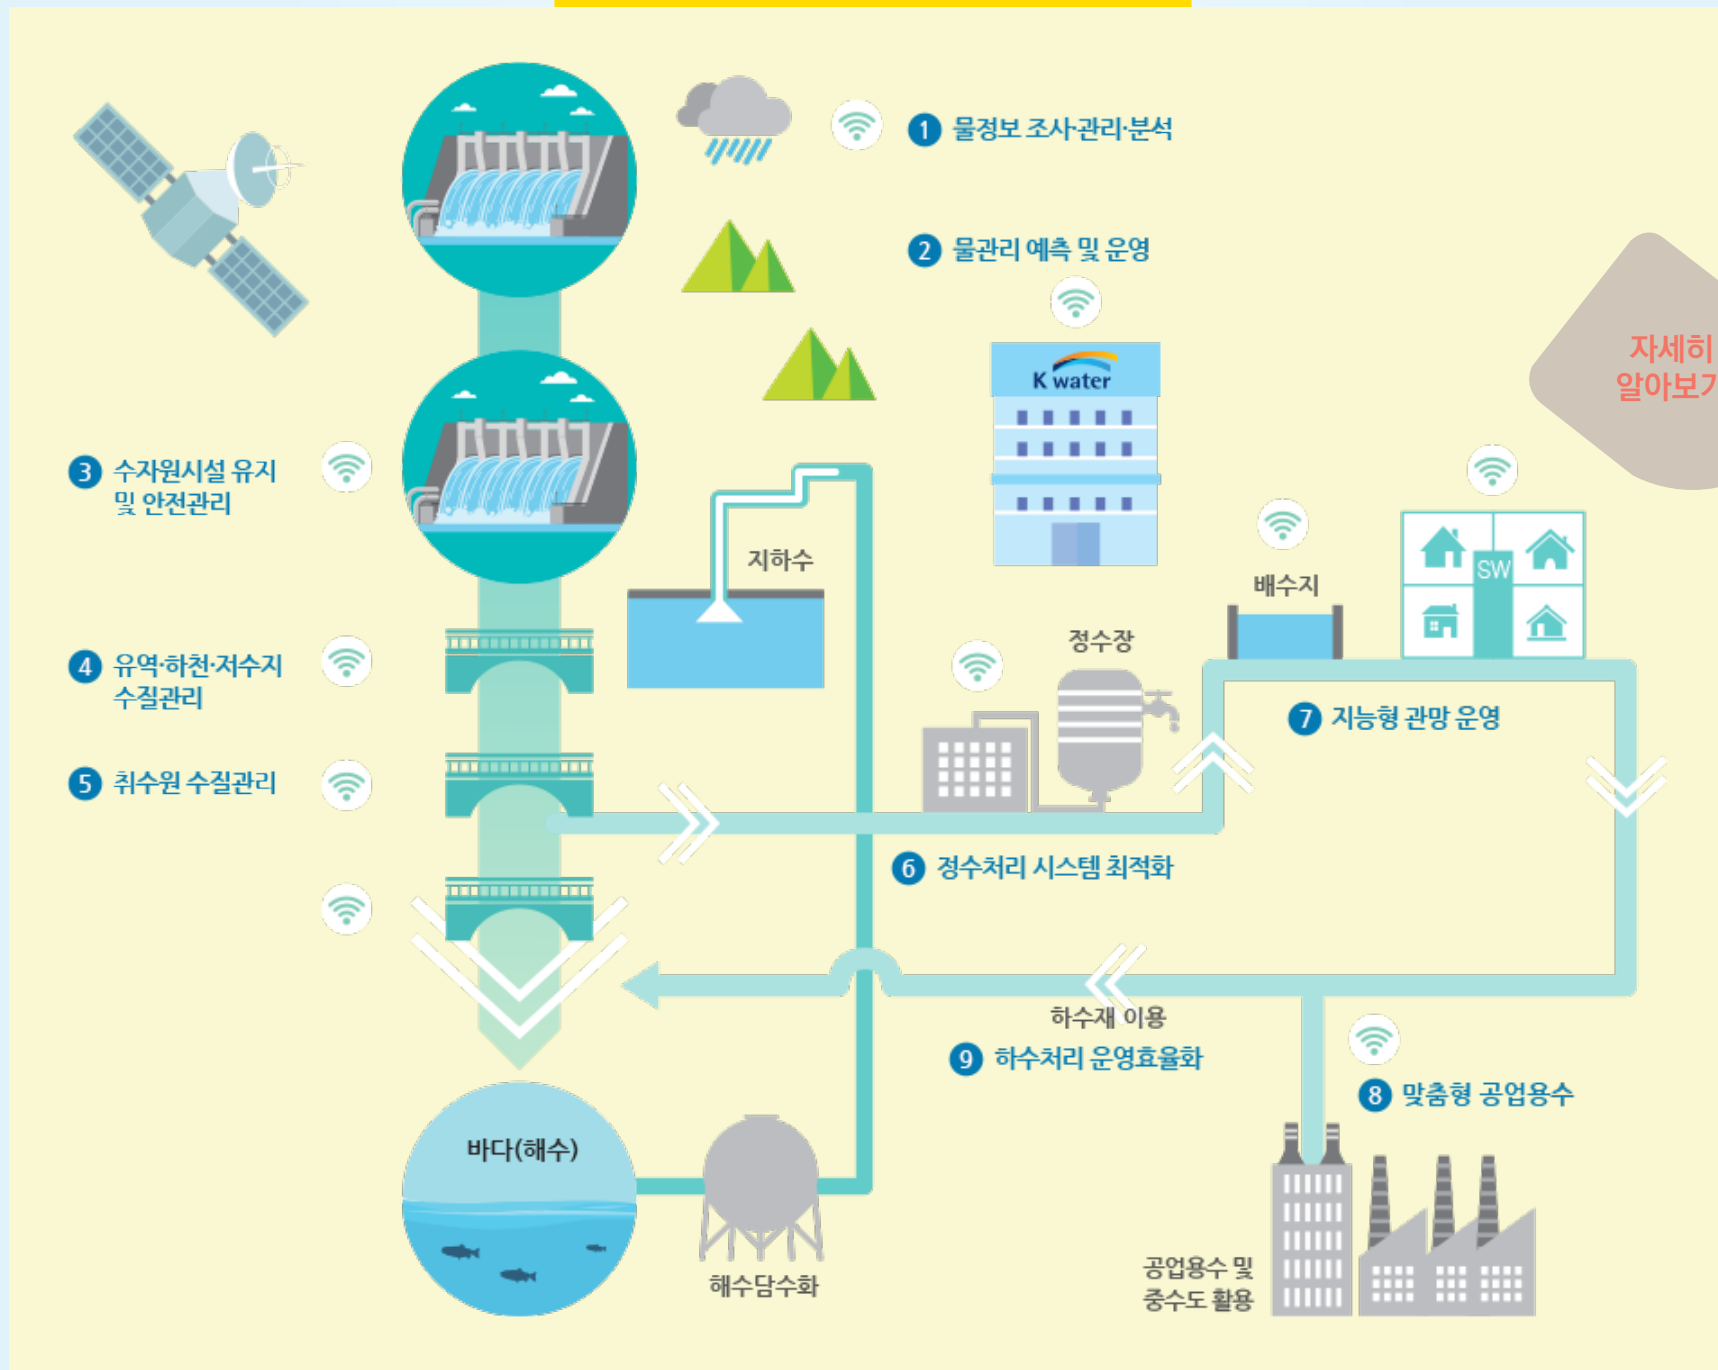 1 물정보 조사·관리·분석
2 물관리 예측 및 운영
K water
자세히
알아보기
3 수자원시설 유지
및 안전관리
지하수
배수지
SW
정수장
4 유역·하천·저수지
수질관리
7 지능형 관망 운영
5 취수원 수질관리
6 정수처리 시스템 최적화
하수재 이용
9 하수처리 운영효율화
8 맞춤형 공업용수
바다(해수)
해수담수화
공업용수 및
중수도 활용